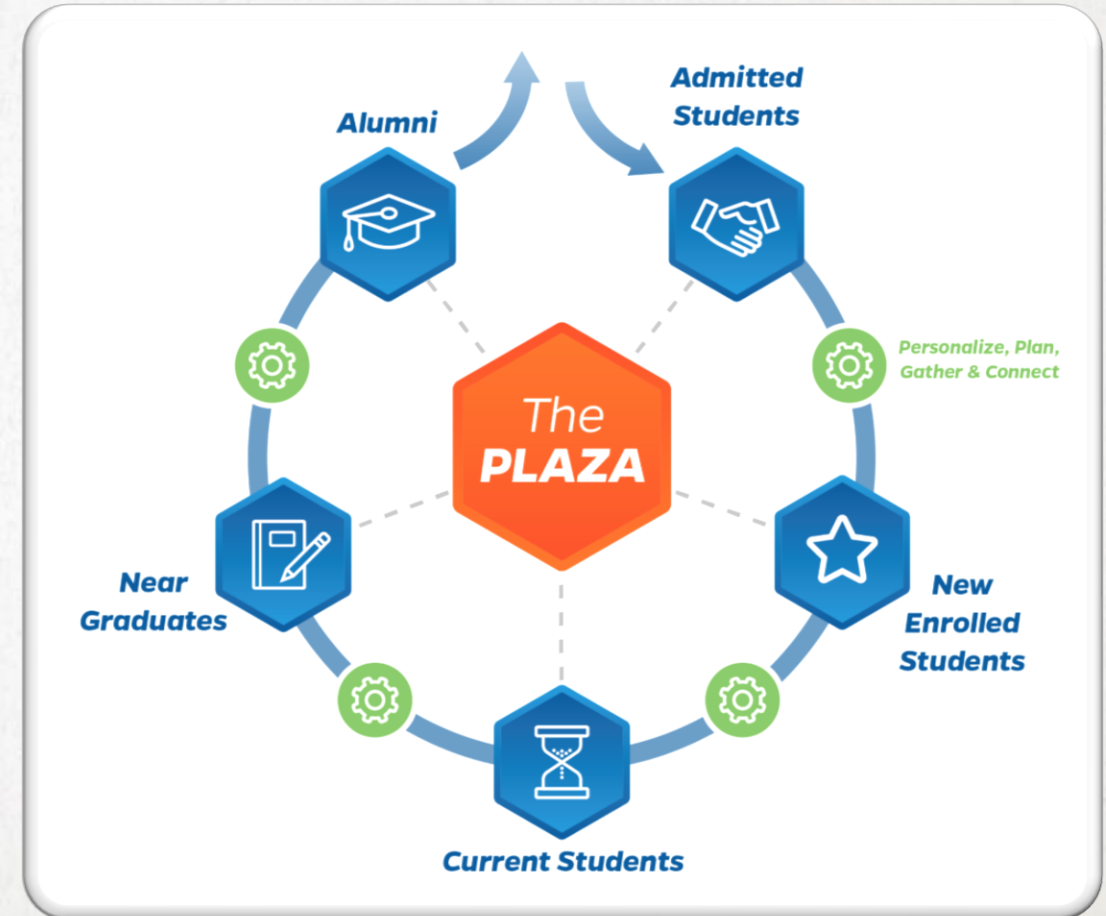 Alumni
Admitted
Students
Personalize, Plan,
Gather & Connect
The
PLAZA
Near
Graduates
New
Enrolled
Students
Current Students